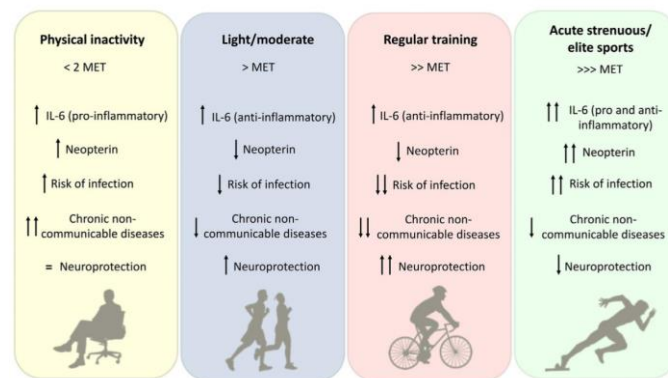 Physical inactivity
< 2 MET
↑ IL-6 (pro-inflammatory)
↑ Neopterin
↑ Risk of infection
↑↑ Chronic non-
communicable diseases
= Neuroprotection
Light/moderate
> MET
↑ IL-6 (anti-inflammatory)
↓ Neopterin
↓ Risk of infection
↓ Chronic non-
communicable diseases
↑ Neuroprotection
Regular training
>> MET
↑ IL-6 (anti-inflammatory)
↓ Neopterin
↓↓ Risk of infection
↓↓ Chronic non-
communicable diseases
↑↑ Neuroprotection
Acute strenuous/
elite sports
>>> MET
↑↑ IL-6 (pro and anti-
inflammatory)
↑↑ Neopterin
↑↑ Risk of infection
↓ Chronic non-
communicable diseases
↓ Neuroprotection